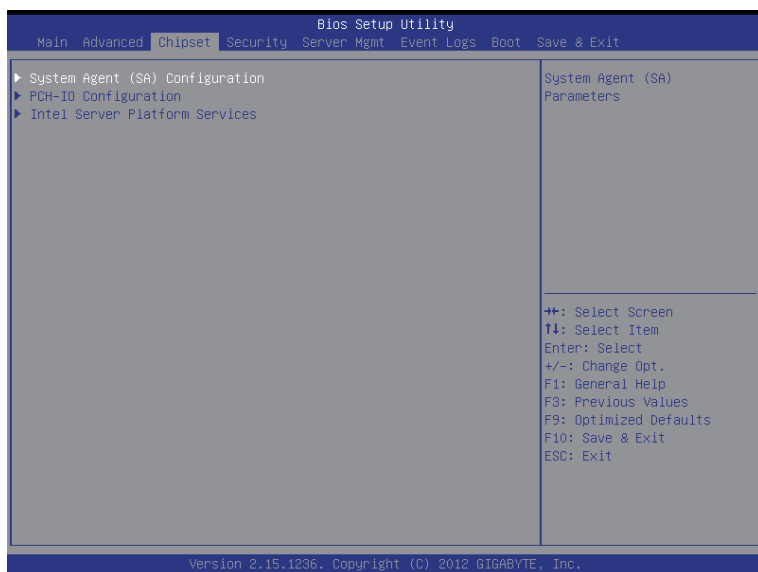 Bios Setup Utility
Main Advanced Chipset Security Server Mgmt Event Logs Boot Save & Exit
System Agent (SA) Configuration
PCH-IO Configuration
Intel Server Platform Services
System Agent (SA)
Parameters
→←: Select Screen
↑↓: Select Item
Enter: Select
+/-: Change Opt.
F1: General Help
F3: Previous Values
F9: Optimized Defaults
F10: Save & Exit
ESC: Exit
Version 2.15.1236. Copyright (C) 2012 GIGABYTE, Inc.